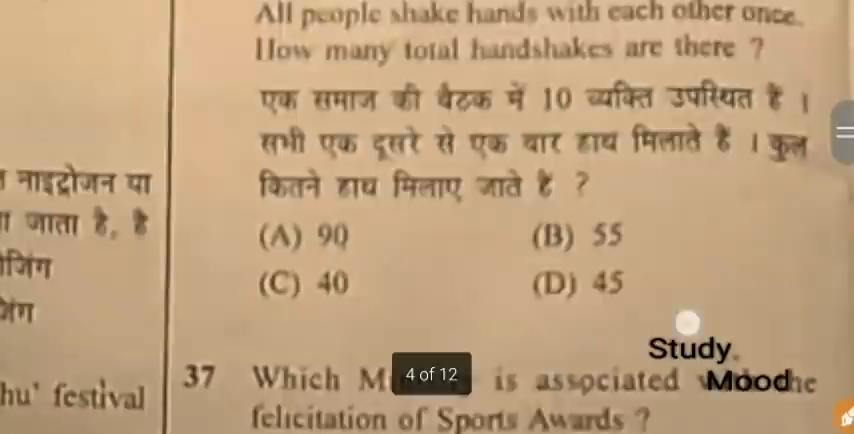 All people shake hands with each other once.
How many total handshakes are there ?
एक समाज की बैठक में 10 व्यक्ति उपस्थित हैं ।
सभी एक दूसरे से एक बार हाथ मिलाते हैं । कुल
कितने हाथ मिलाए जाते है ?
(A) 90 (B) 55
(C) 40 (D) 45
नाइट्रोजन या
जाता है, है
hu' festival
37 Which is associated he
felicitation of Sports Awards ?
4 of 12
Study
Mood